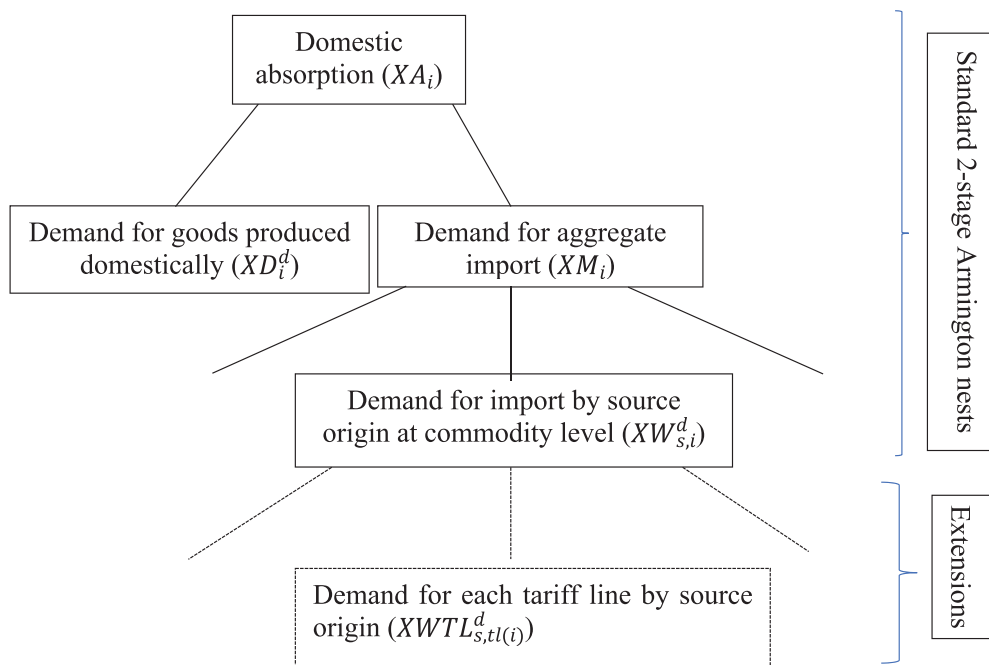 Domestic
absorption (XA_i)
Demand for goods produced
domestically (XD_i^d)
Demand for aggregate
import (XM_i)
Demand for import by source
origin at commodity level (XW_{s,i}^d)
Demand for each tariff line by source
origin (XWTL_{s,tl(i)}^d)
Standard 2-stage Armington nests
Extensions